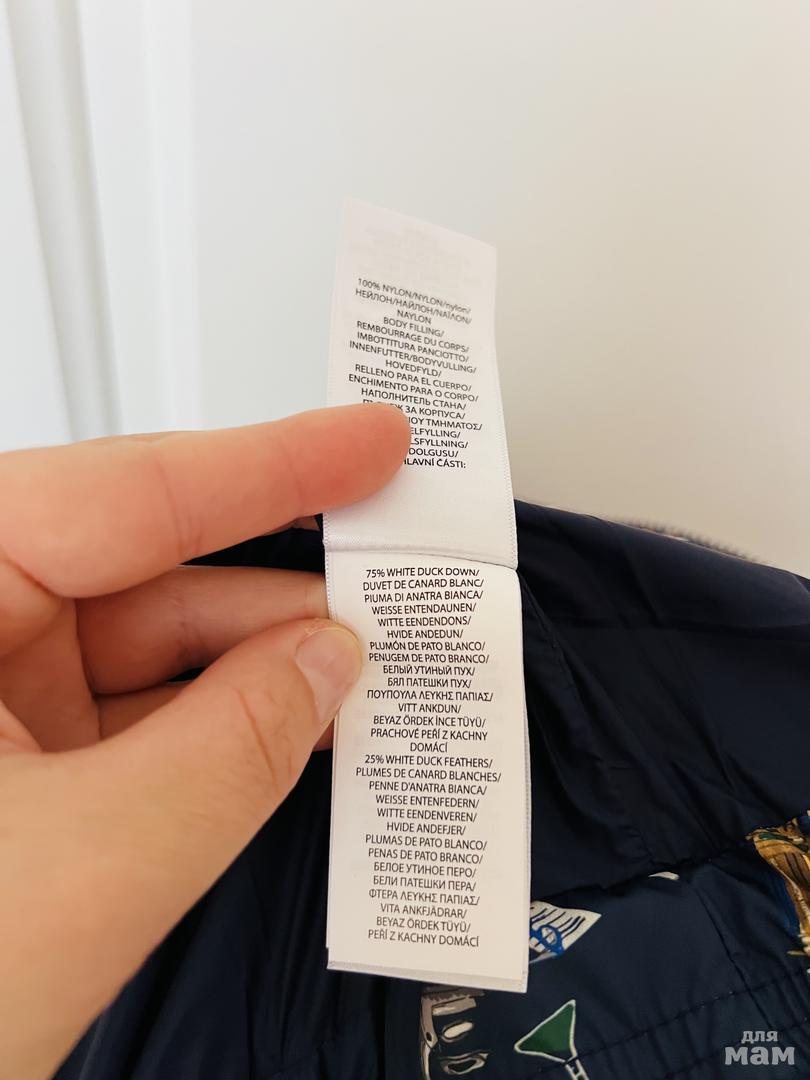 100% NYLON/NYLON/nylon/
НЕЙЛОН/НАЙЛОН/ΝΑΪΛΟΝ/
NAYLON
BODY FILLING/
REMBOURRAGE DU CORPS/
IMBOTTITURA PANCIOTTO/
INNENFUTTER/BODYVULLING/
HOVEDFYLD/
RELLENO PARA EL CUERPO/
ENCHIMENTO PARA O CORPO/
НАПОЛНИТЕЛЬ СТАНА/
ЗА КОРПУСА/
ΤΜΗΜΑΤΟΣ/
DOLGUSU/
ČÁSTI:
75% WHITE DUCK DOWN/
DUVET DE CANARD BLANC/
PIUMA DI ANATRA BIANCA/
WEISSE ENTENDAUNEN/
WITTE EENDENDONS/
HVIDE ANDEDUN/
PLUMÓN DE PATO BLANCO/
PENUGEM DE PATO BRANCO/
БЕЛЫЙ УТИНЫЙ ПУХ/
БЯЛ ПАТЕШКИ ПУХ/
ΠΟΥΠΟΥΛΑ ΛΕΥΚΗΣ ΠΑΠΙΑΣ/
VITT ANKDUN/
BEYAZ ÖRDEK İNCE TÜYÜ/
PRACHOVÉ PEŘÍ Z KACHNY
DOMÁCÍ
25% WHITE DUCK FEATHERS/
PLUMES DE CANARD BLANCHES/
PENNE D'ANATRA BIANCA/
WEISSE ENTENFEDERN/
WITTE EENDENVEREN/
HVIDE ANDEFJER/
PLUMAS DE PATO BLANCO/
PENAS DE PATO BRANCO/
БЕЛОЕ УТИНОЕ ПЕРО/
БЕЛИ ПАТЕШКИ ПЕРА/
ΦΤΕΡΑ ΛΕΥΚΗΣ ΠΑΠΙΑΣ/
VITA ANKFJÄDRAR/
BEYAZ ÖRDEK TÜYÜ/
PEŘÍ Z KACHNY DOMÁCÍ
для
мам